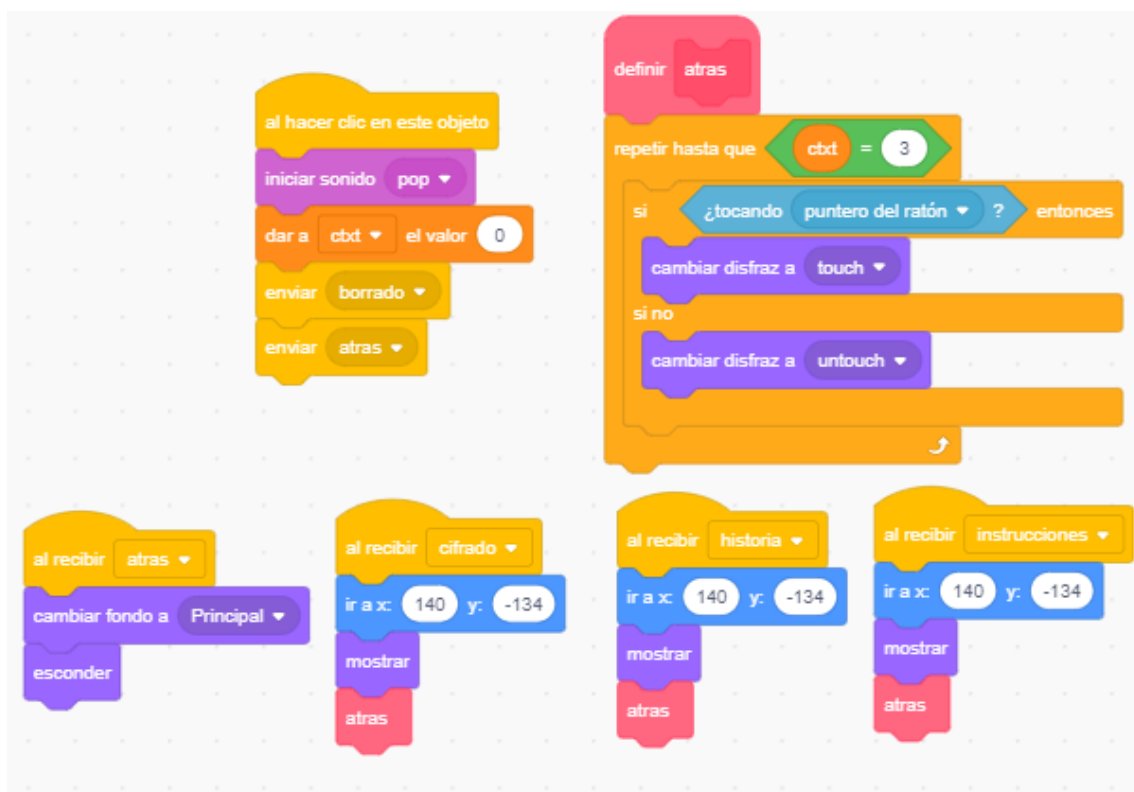 al hacer clic en este objeto
iniciar sonido pop
dar a ctxt el valor 0
enviar borrado
enviar atras
definir atras
repetir hasta que ctxt = 3
si ¿tocando puntero del ratón ? entonces
cambiar disfraz a touch
si no
cambiar disfraz a untouch
al recibir atras
cambiar fondo a Principal
esconder
al recibir cifrado
ir a x: 140 y: -134
mostrar
atras
al recibir historia
ir a x: 140 y: -134
mostrar
atras
al recibir instrucciones
ir a x: 140 y: -134
mostrar
atras